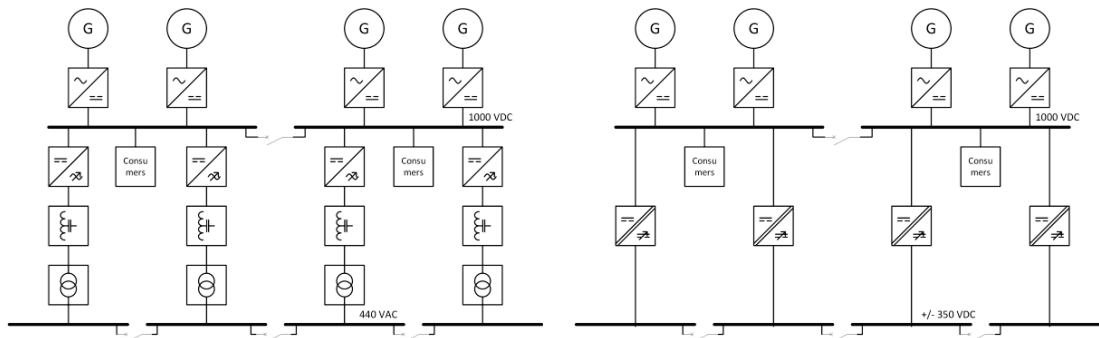 G G G G G G G G
1000 VDC 1000 VDC
Consu Consu Consu Consu
mers mers mers mers
440 VAC +/- 350 VDC